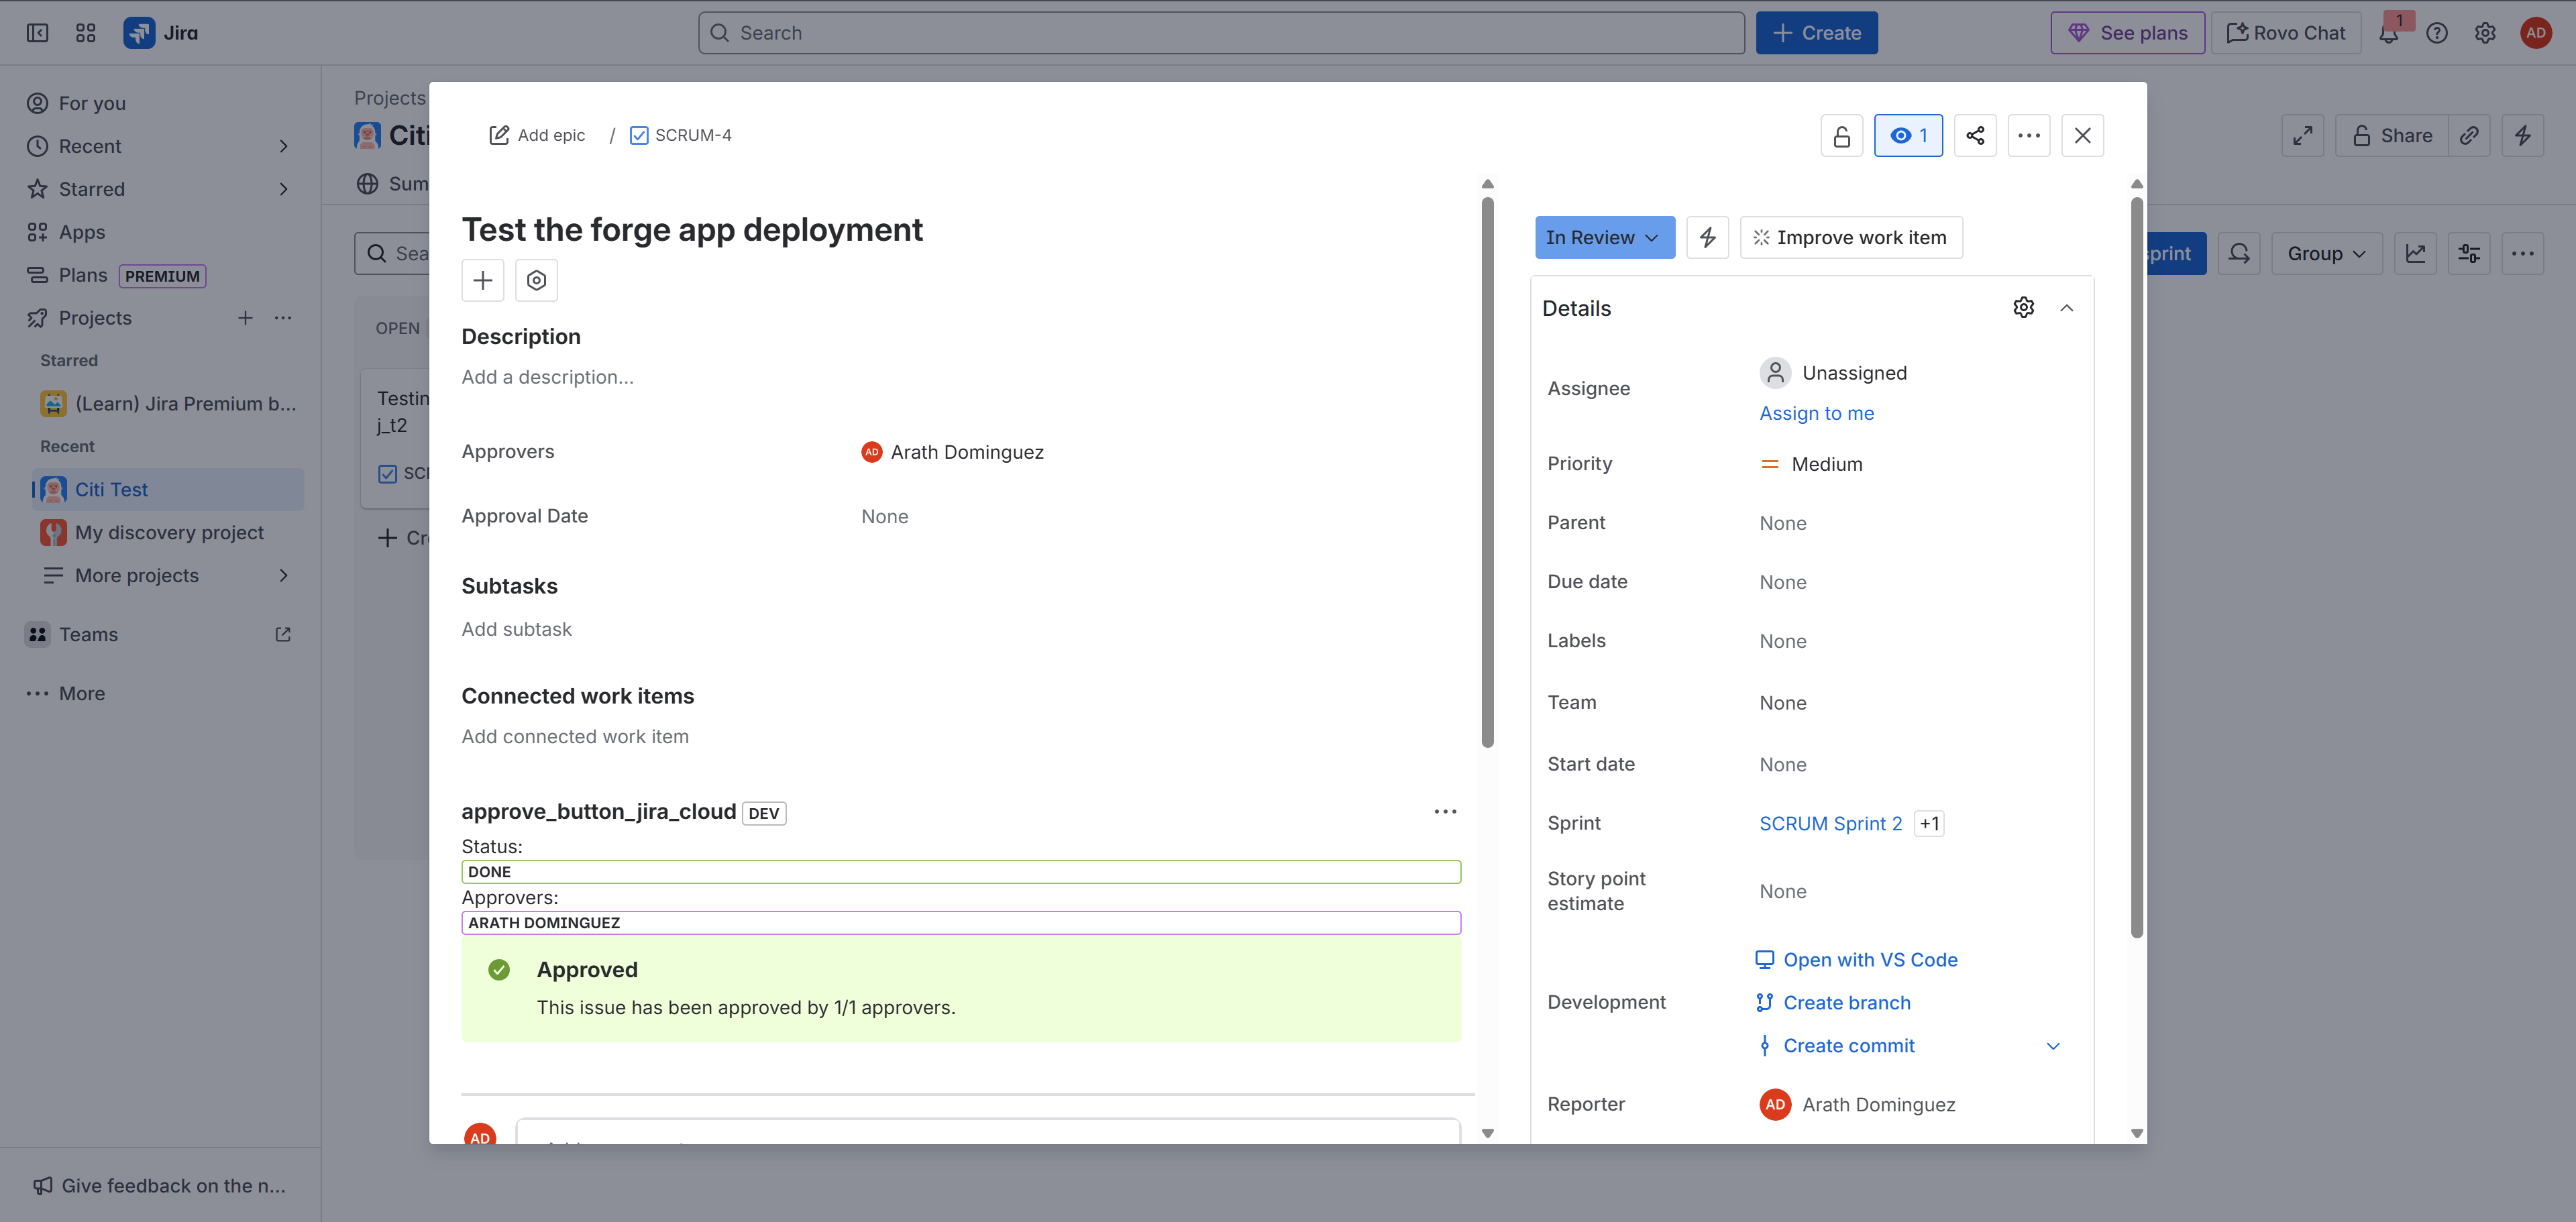 Jira
Search
Create
See plans
Rovo Chat
1
AD
For you
Recent
Starred
Apps
Plans PREMIUM
Projects
Starred
(Learn) Jira Premium b...
Recent
Citi Test
My discovery project
More projects
Teams
More
Give feedback on the n...
Projects
Citi
Sum
Sea
OPEN
Testin
j_t2
SC
Cr
Share
print
Group
Add epic / SCRUM-4
1
Test the forge app deployment
Description
Add a description...
Approvers AD Arath Dominguez
Approval Date None
Subtasks
Add subtask
Connected work items
Add connected work item
approve_button_jira_cloud DEV
Status:
DONE
Approvers:
ARATH DOMINGUEZ
Approved
This issue has been approved by 1/1 approvers.
AD
In Review
Improve work item
Details
Assignee Unassigned
Assign to me
Priority Medium
Parent None
Due date None
Labels None
Team None
Start date None
Sprint SCRUM Sprint 2 +1
Story point
estimate None
Development Open with VS Code
Create branch
Create commit
Reporter AD Arath Dominguez